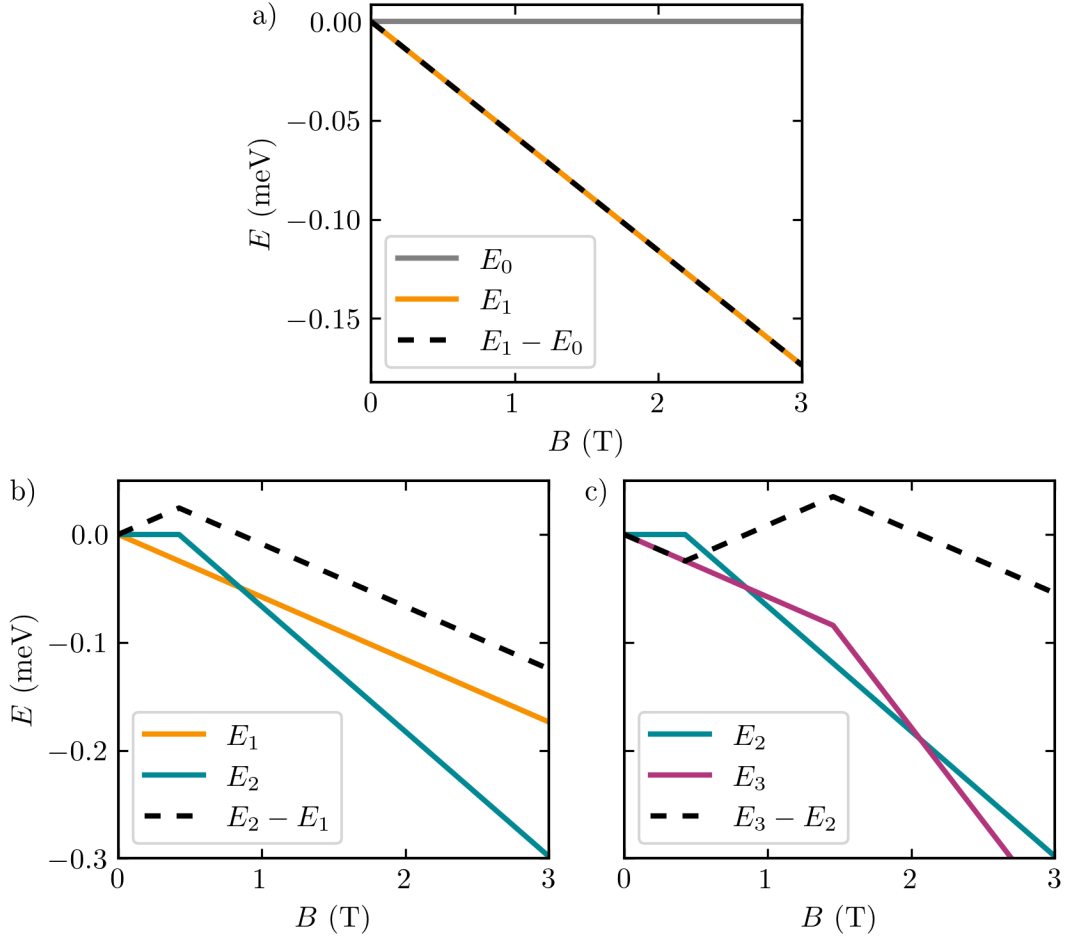 a)
E (meV)
0.00
−0.05
−0.10
−0.15
E₀
E₁
E₁ − E₀
0 1 2 3
B (T)
b)
E (meV)
0.0
−0.1
−0.2
−0.3
E₁
E₂
E₂ − E₁
0 1 2 3
B (T)
c)
E₂
E₃
E₃ − E₂
0 1 2 3
B (T)